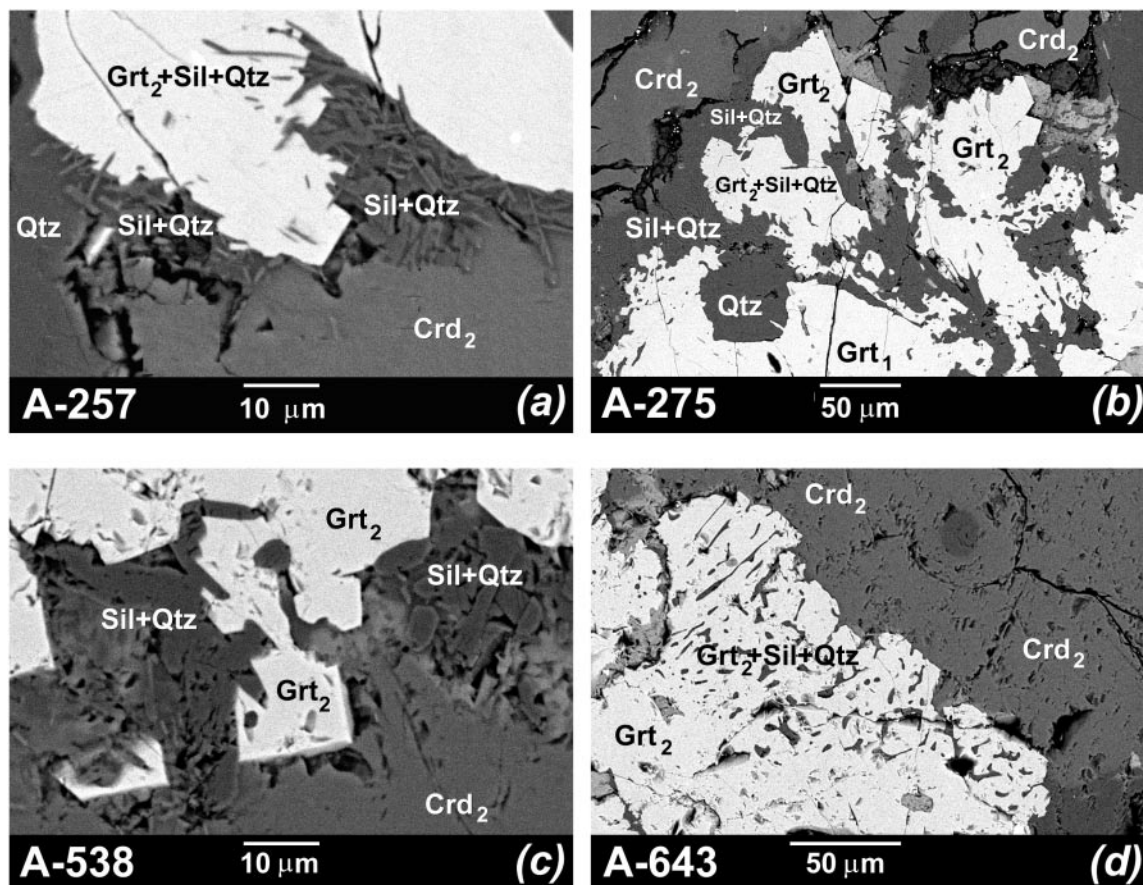 Grt₂+Sil+Qtz
Qtz
Sil+Qtz
Sil+Qtz
Crd₂
A-257
10 μm
(a)
Crd₂
Crd₂
Grt₂
Sil+Qtz
Grt₂
Grt₂+Sil+Qtz
Sil+Qtz
Qtz
Grt₁
A-275
50 μm
(b)
Grt₂
Sil+Qtz
Sil+Qtz
Grt₂
Crd₂
A-538
10 μm
(c)
Crd₂
Grt₂+Sil+Qtz
Crd₂
Grt₂
A-643
50 μm
(d)